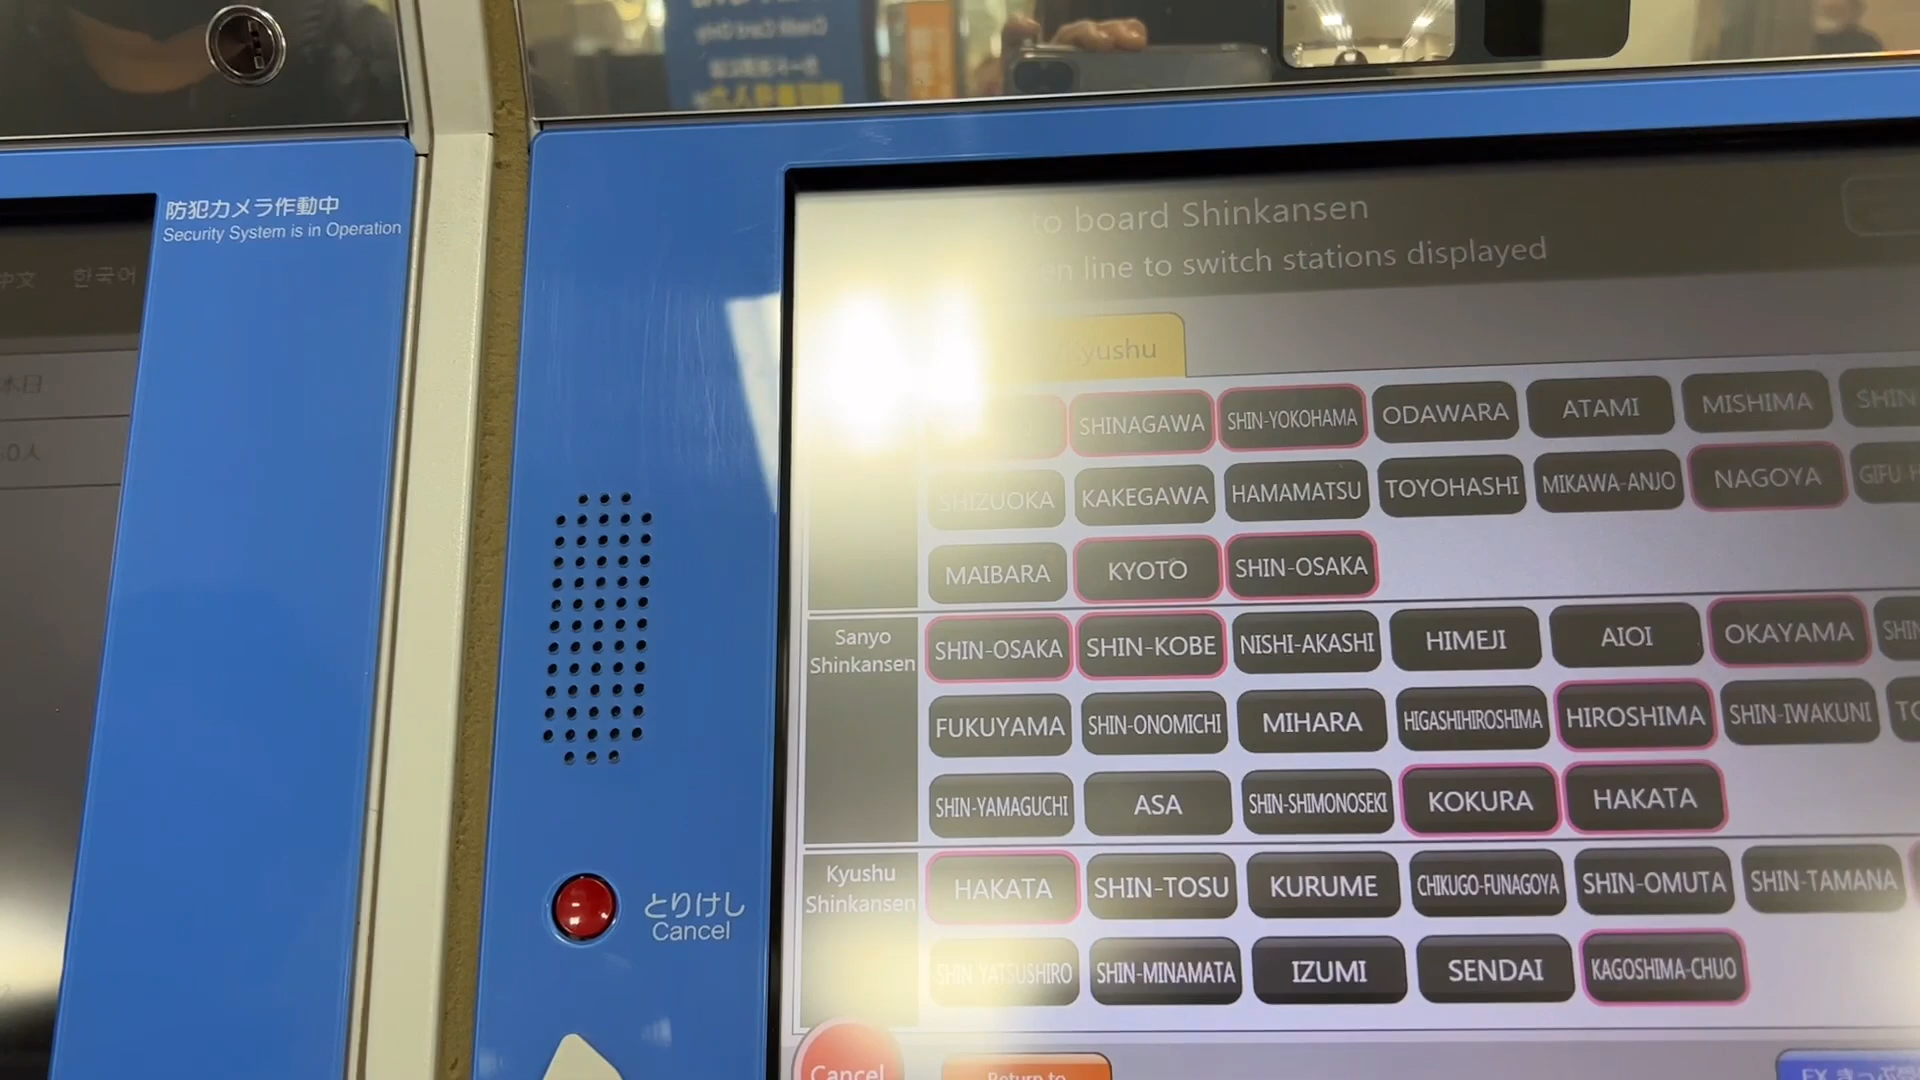 防犯カメラ作動中
Security System is in Operation
中文 한국어
本日
to board Shinkansen
line to switch stations displayed
Kyushu
SHINAGAWA SHIN-YOKOHAMA ODAWARA ATAMI MISHIMA SHIN
SHIZUOKA KAKEGAWA HAMAMATSU TOYOHASHI MIKAWA-ANJO NAGOYA GIFU
MAIBARA KYOTO SHIN-OSAKA
Sanyo
Shinkansen
SHIN-OSAKA SHIN-KOBE NISHI-AKASHI HIMEJI AIOI OKAYAMA SHIN
FUKUYAMA SHIN-ONOMICHI MIHARA HIGASHIHIROSHIMA HIROSHIMA SHIN-IWAKUNI
SHIN-YAMAGUCHI ASA SHIN-SHIMONOSEKI KOKURA HAKATA
Kyushu
Shinkansen
HAKATA SHIN-TOSU KURUME CHIKUGO-FUNAGOYA SHIN-OMUTA SHIN-TAMANA
SHIN YATSUSHIRO SHIN-MINAMATA IZUMI SENDAI KAGOSHIMA-CHUO
とりけし
Cancel
Cancel
Return to